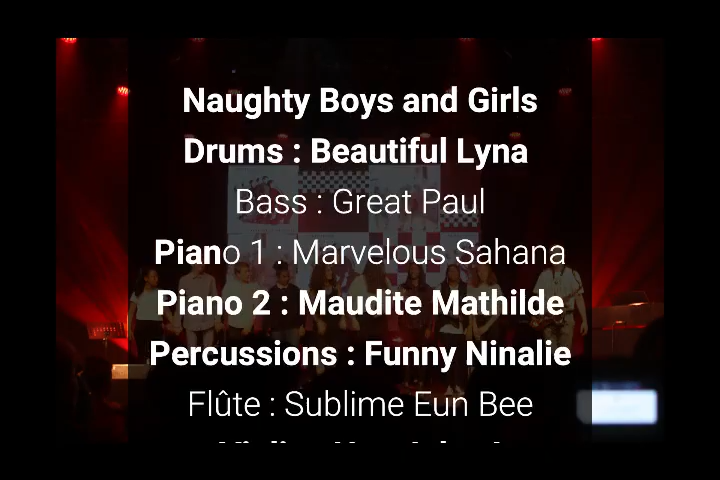 Naughty Boys and Girls
Drums : Beautiful Lyna
Bass : Great Paul
Piano 1 : Marvelous Sahana
Piano 2 : Maudite Mathilde
Percussions : Funny Ninalie
Flûte : Sublime Eun Bee